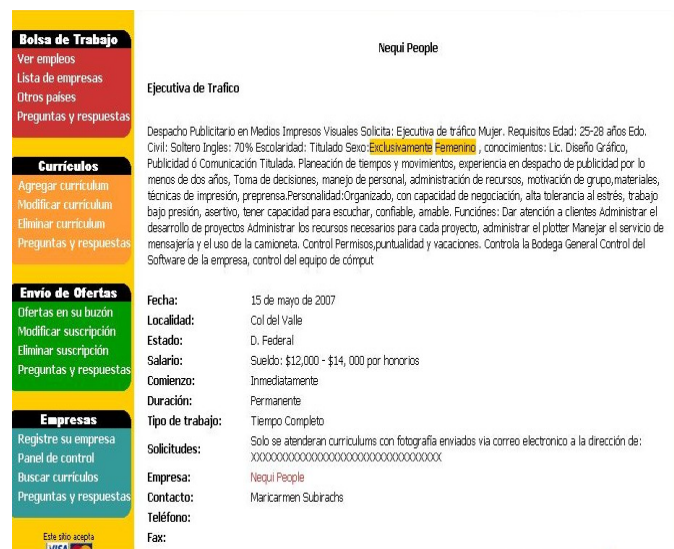 Bolsa de Trabajo
Ver empleos
Lista de empresas
Otros países
Preguntas y respuestas
Currículos
Agregar currículum
Modificar currículum
Eliminar currículum
Preguntas y respuestas
Envío de Ofertas
Ofertas en su buzón
Modificar suscripción
Eliminar suscripción
Preguntas y respuestas
Empresas
Registre su empresa
Panel de control
Buscar currículos
Preguntas y respuestas
Este sitio acepta
VISA
Nequi People
Ejecutiva de Trafico
Despacho Publicitario en Medios Impresos Visuales Solicita: Ejecutiva de tráfico Mujer. Requisitos Edad: 25-28 años Edo.
Civil: Soltero Ingles: 70% Escolaridad: Titulado Sexo:Exclusivamente Femenino , conocimientos: Lic. Diseño Gráfico,
Publicidad ó Comunicación Titulada. Planeación de tiempos y movimientos, experiencia en despacho de publicidad por lo
menos de dos años, Toma de decisiones, manejo de personal, administración de recursos, motivación de grupo,materiales,
técnicas de impresión, preprensa.Personalidad:Organizado, con capacidad de negociación, alta tolerancia al estrés, trabajo
bajo presión, asertivo, tener capacidad para escuchar, confiable, amable. Funciónes: Dar atención a clientes Administrar el
desarrollo de proyectos Administrar los recursos necesarios para cada proyecto, administrar el plotter Manejar el servicio de
mensajería y el uso de la camioneta. Control Permisos,puntualidad y vacaciones. Controla la Bodega General Control del
Software de la empresa, control del equipo de cómput
Fecha: 15 de mayo de 2007
Localidad: Col del Valle
Estado: D. Federal
Salario: Sueldo: $12,000 - $14, 000 por honorios
Comienzo: Inmediatamente
Duración: Permanente
Tipo de trabajo: Tiempo Completo
Solicitudes: Solo se atenderan curriculums con fotografía enviados via correo electronico a la dirección de:
XXXXXXXXXXXXXXXXXXXXXXXXXXXXXXXXXX
Empresa: Nequi People
Contacto: Maricarmen Subirachs
Teléfono:
Fax: